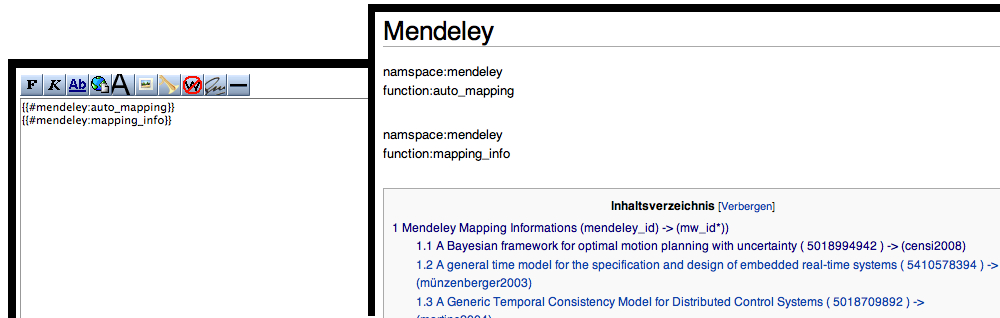 F K Ab A W
{{#mendeley:auto_mapping}}
{{#mendeley:mapping_info}}
Mendeley
namspace:mendeley
function:auto_mapping
namspace:mendeley
function:mapping_info
Inhaltsverzeichnis [Verbergen]
1 Mendeley Mapping Informations (mendeley_id) -> (mw_id*))
1.1 A Bayesian framework for optimal motion planning with uncertainty ( 5018994942 ) -> (censi2008)
1.2 A general time model for the specification and design of embedded real-time systems ( 5410578394 ) ->
(münzenberger2003)
1.3 A Generic Temporal Consistency Model for Distributed Control Systems ( 5018709892 ) ->